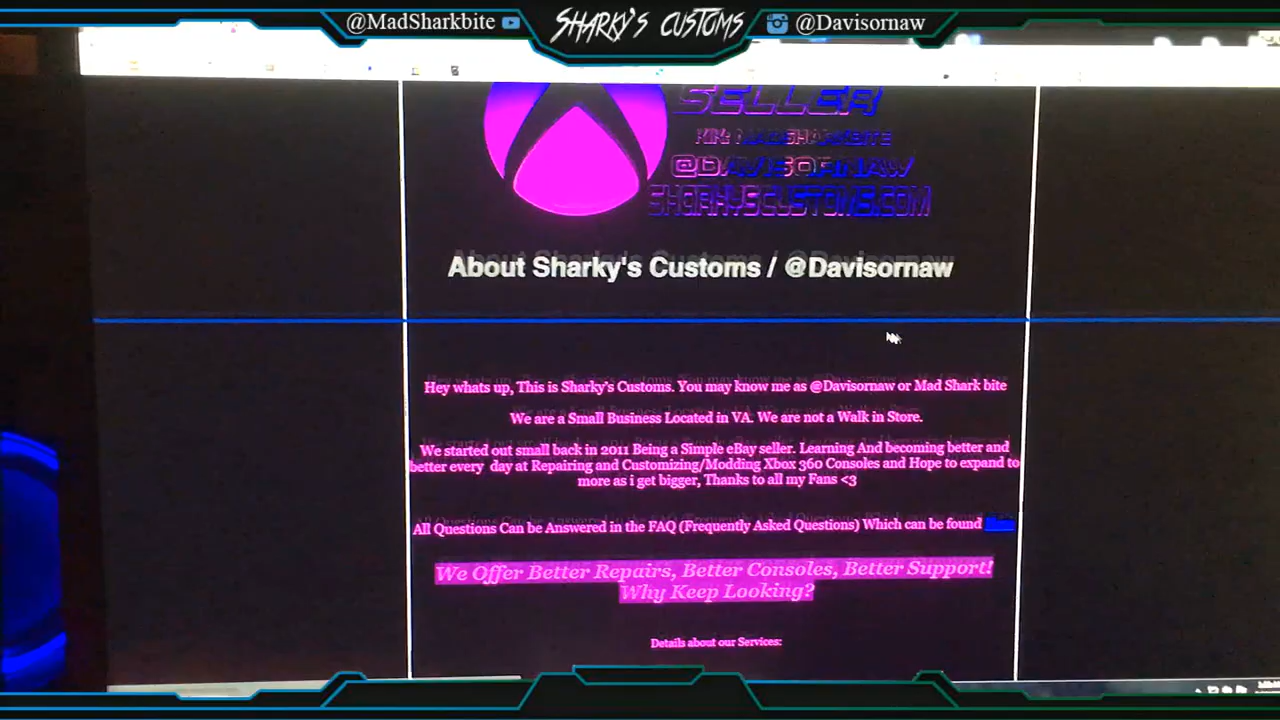 @MadSharkbite
SHARKY'S CUSTOMS
@Davisornaw
SELLER
KIK: MADSHARKBITE
@DAVISORNAW
SHARKYSCUSTOMS.COM
About Sharky's Customs / @Davisornaw
Hey whats up, This is Sharky's Customs. You may know me as @Davisornaw or Mad Shark bite
We are a Small Business Located in VA. We are not a Walk in Store.
We started out small back in 2011 Being a Simple eBay seller. Learning And becoming better and
better every day at Repairing and Customizing/Modding Xbox 360 Consoles and Hope to expand to
more as i get bigger, Thanks to all my Fans <3
All Questions Can be Answered in the FAQ (Frequently Asked Questions) Which can be found
We Offer Better Repairs, Better Consoles, Better Support!
Why Keep Looking?
Details about our Services: